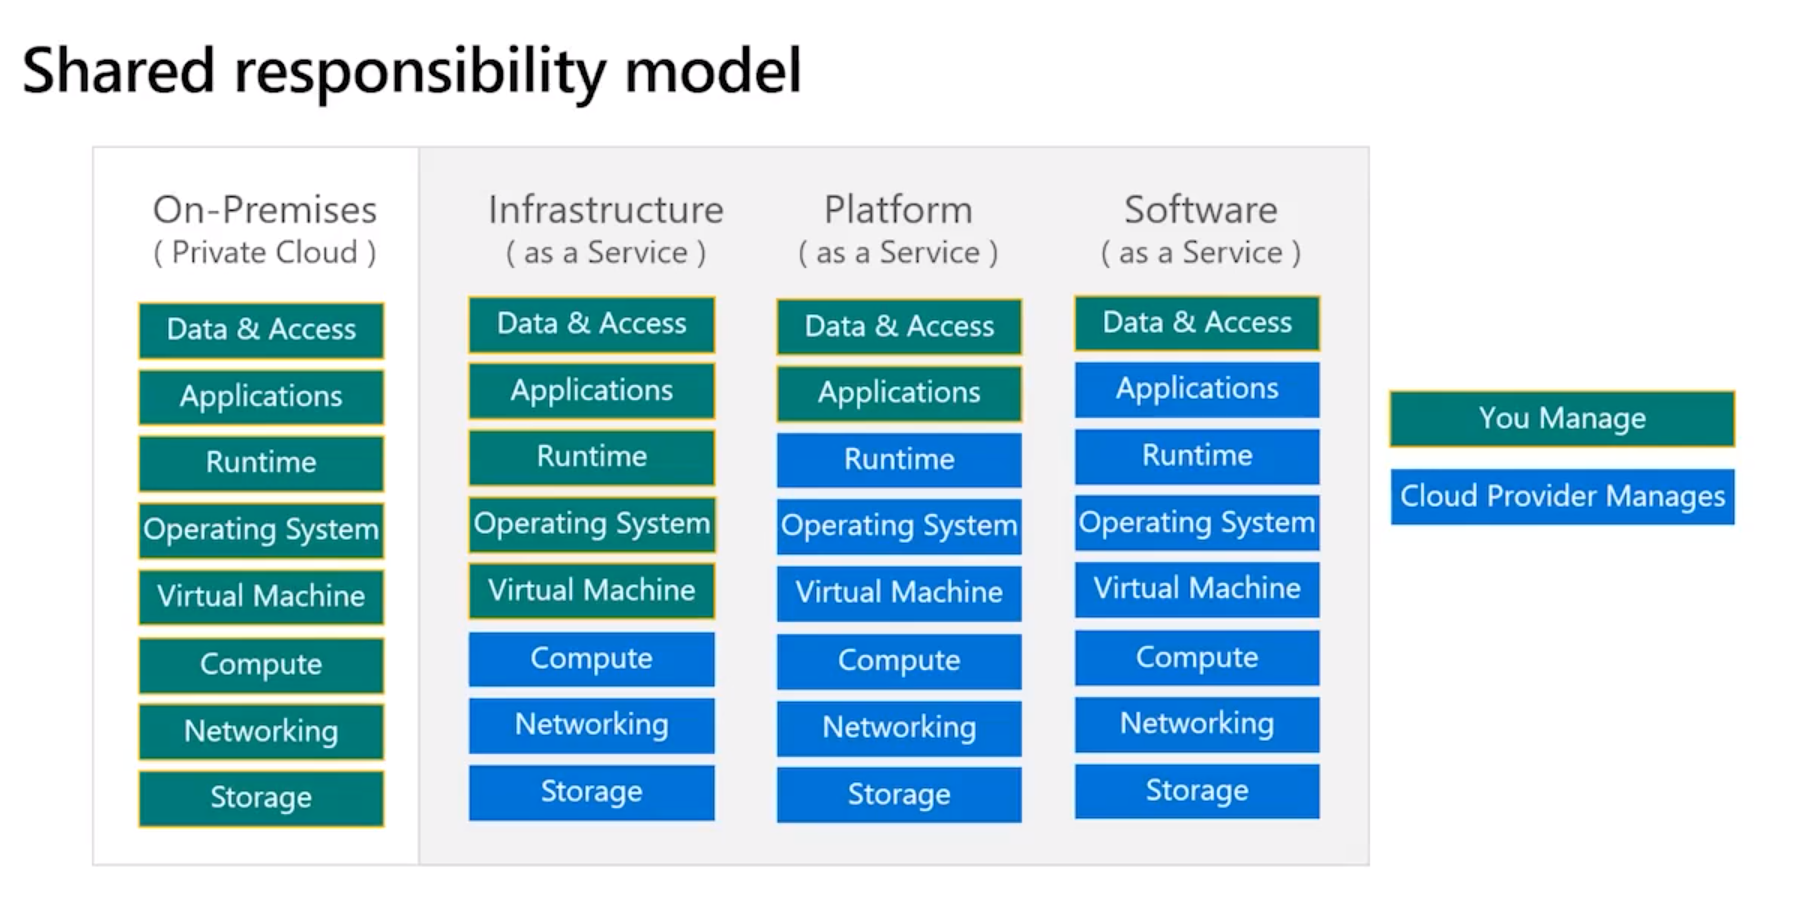 Shared responsibility model
On-Premises
( Private Cloud )
Data & Access
Applications
Runtime
Operating System
Virtual Machine
Compute
Networking
Storage
Infrastructure
( as a Service )
Data & Access
Applications
Runtime
Operating System
Virtual Machine
Compute
Networking
Storage
Platform
( as a Service )
Data & Access
Applications
Runtime
Operating System
Virtual Machine
Compute
Networking
Storage
Software
( as a Service )
Data & Access
Applications
Runtime
Operating System
Virtual Machine
Compute
Networking
Storage
You Manage
Cloud Provider Manages